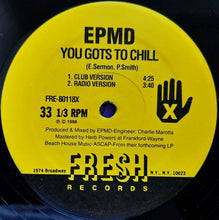 EPMD
YOU GOTS TO CHILL
(E.Sermon, P.Smith)
1. CLUB VERSION 4:25
2. RADIO VERSION 3:40
FRE-80118X
33 1/3 RPM
℗ © 1988
X
Produced & Mixed by EPMD-Engineer: Charlie Marotta
Mastered by Herb Powers at Frankford-Wayne
Beach House Music-ASCAP-From their forthcoming LP
1974 Broadway N.Y., N.Y. 10023
FRESH
RECORDS